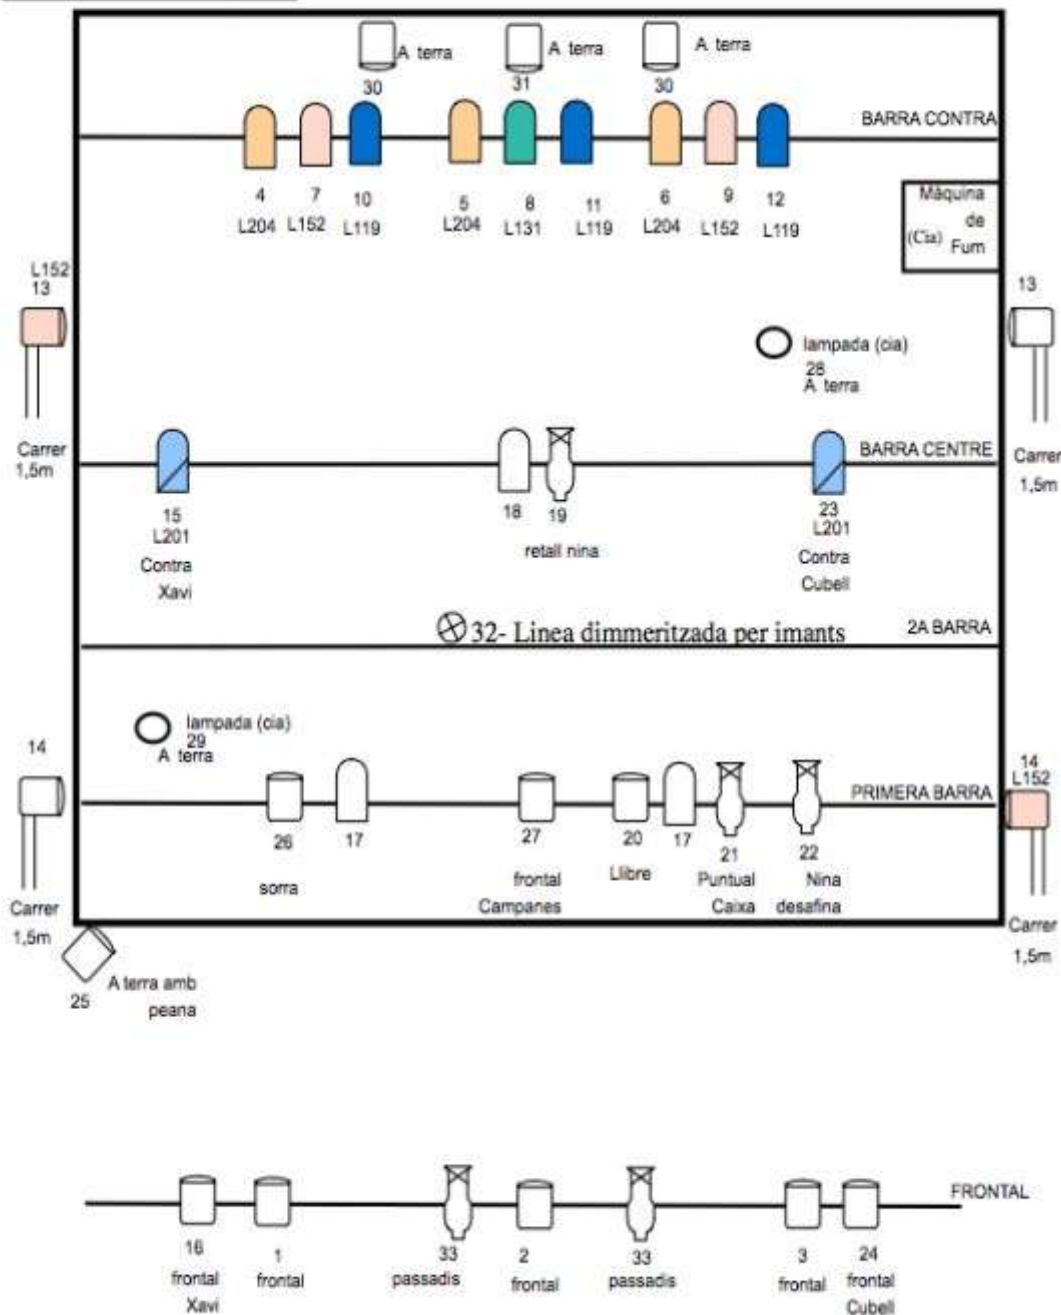 A terra
A terra
A terra
30
31
30
BARRA CONTRA
4
7
10
5
8
11
6
9
12
L204
L152
L119
L204
L131
L119
L204
L152
L119
Màquina
de
(Cia)
Fum
L152
13
13
lampada (cia)
28
A terra
Carrer
1,5m
BARRA CENTRE
Carrer
1,5m
15
L201
Contra
Xavi
18
19
retall nina
23
L201
Contra
Cubell
32- Linea dimmeritzada per imants
2A BARRA
lampada (cia)
29
A terra
14
14
L152
PRIMERA BARRA
26
17
27
20
17
21
22
sorra
frontal
Campanes
Llibre
Puntual
Caixa
Nina
desafina
Carrer
1,5m
Carrer
1,5m
25
A terra amb
peana
FRONTAL
16
frontal
Xavi
1
frontal
33
passadis
2
frontal
33
passadis
3
frontal
24
frontal
Cubell